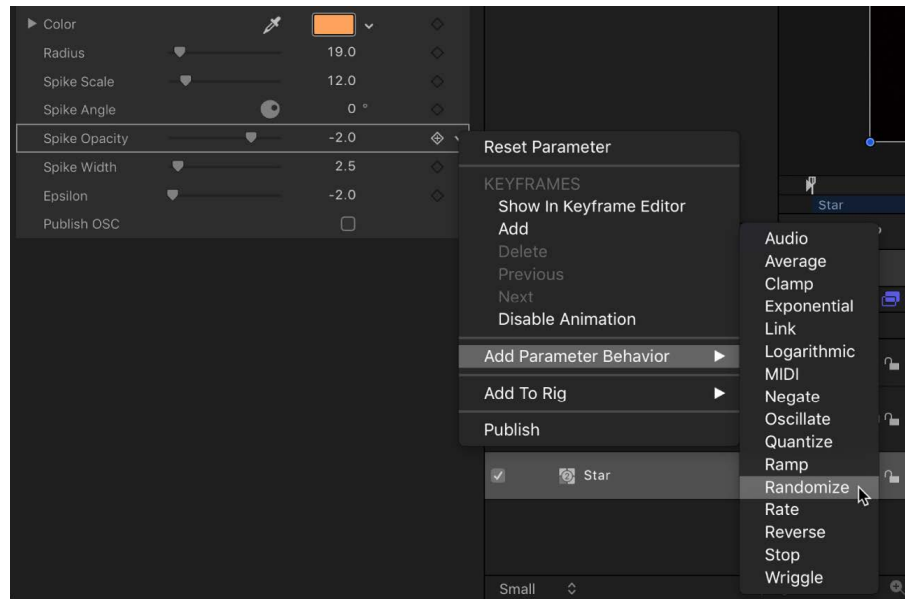 Color
Radius 19.0
Spike Scale 12.0
Spike Angle 0 °
Spike Opacity -2.0
Spike Width 2.5
Epsilon -2.0
Publish OSC
Reset Parameter
KEYFRAMES
Show In Keyframe Editor
Add
Delete
Previous
Next
Disable Animation
Add Parameter Behavior
Add To Rig
Publish
Star
Audio
Average
Clamp
Exponential
Link
Logarithmic
MIDI
Negate
Oscillate
Quantize
Ramp
Randomize
Rate
Reverse
Stop
Wriggle
Star
Small